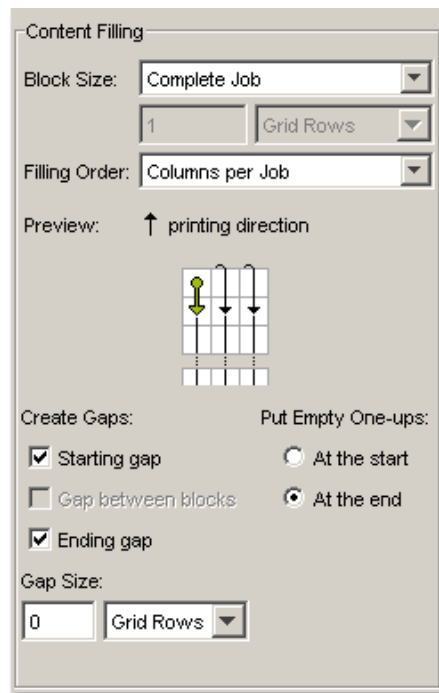 Content Filling
Block Size: Complete Job
1 Grid Rows
Filling Order: Columns per Job
Preview: printing direction
Create Gaps: Put Empty One-ups:
Starting gap At the start
Gap between blocks At the end
Ending gap
Gap Size:
0 Grid Rows